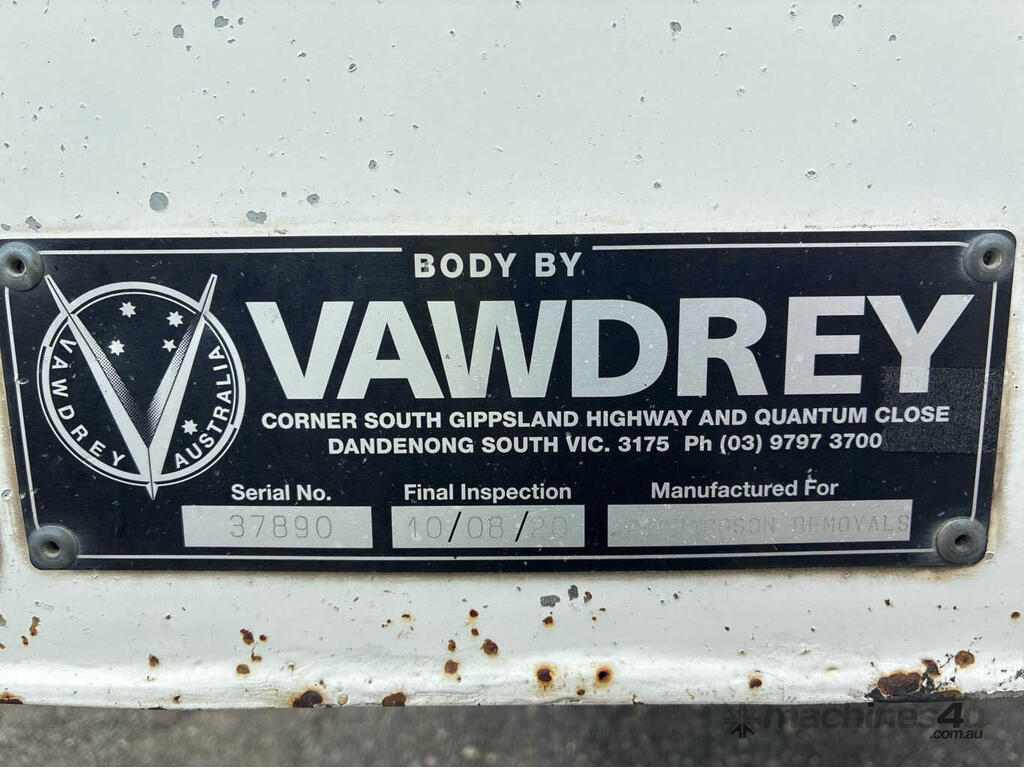 BODY BY
VAWDREY
VAWDREY AUSTRALIA
CORNER SOUTH GIPPSLAND HIGHWAY AND QUANTUM CLOSE
DANDENONG SOUTH VIC. 3175 Ph (03) 9797 3700
Serial No. Final Inspection Manufactured For
37890 10/08/20 RICHARDSON REMOVALS
machines4u
.com.au